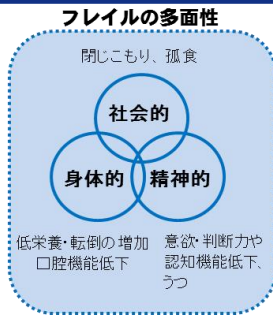 フレイルの多面性
閉じこもり、孤食
社会的
身体的
精神的
低栄養・転倒の増加
口腔機能低下
意欲・判断力や
認知機能低下、
うつ